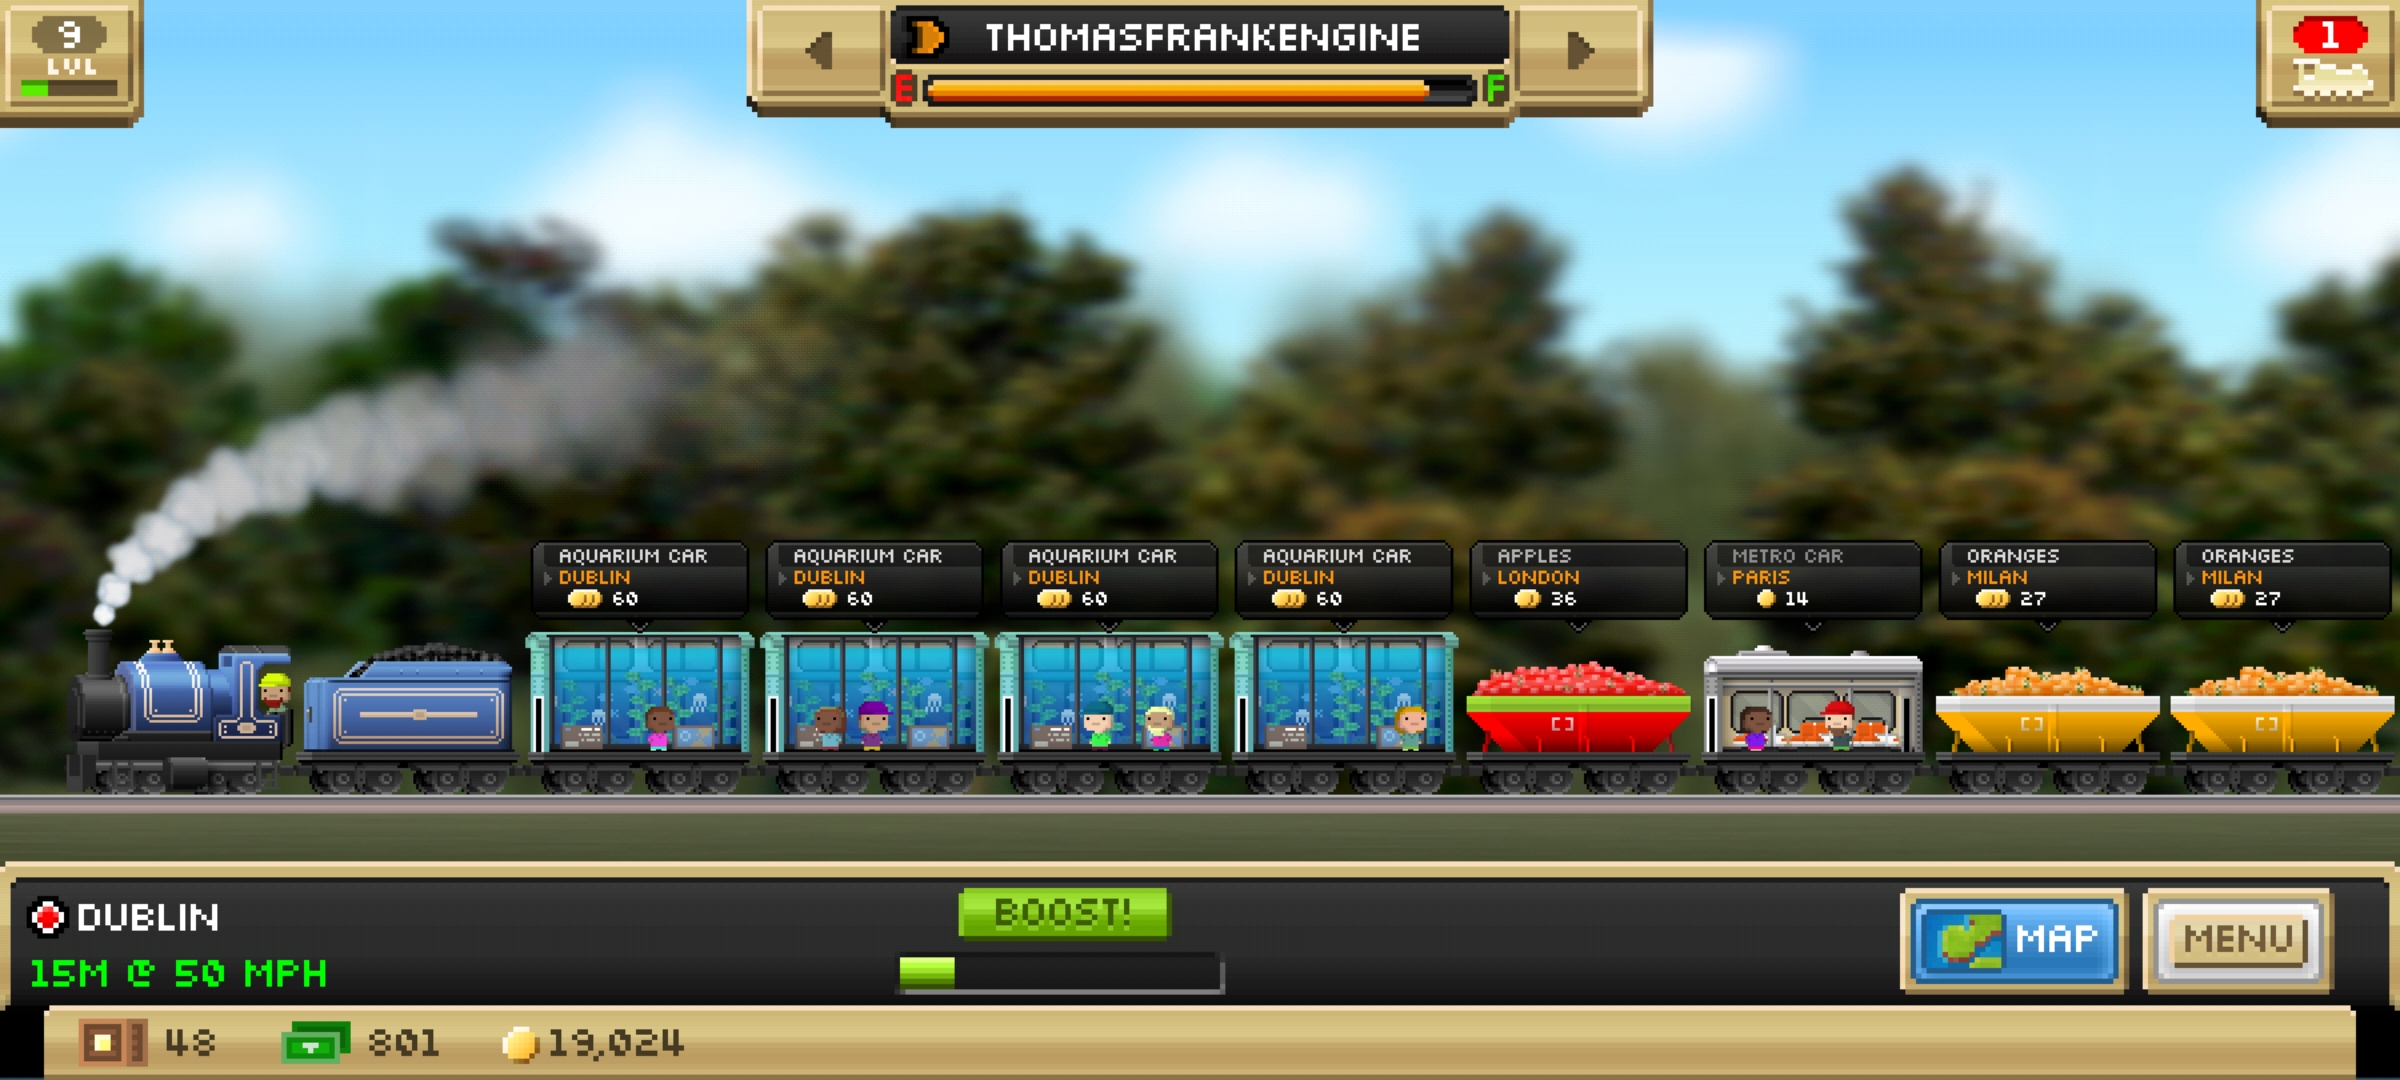 9
LVL
THOMASFRANKENGINE
E
F
1
AQUARIUM CAR
DUBLIN
60
AQUARIUM CAR
DUBLIN
60
AQUARIUM CAR
DUBLIN
60
AQUARIUM CAR
DUBLIN
60
APPLES
LONDON
36
METRO CAR
PARIS
14
ORANGES
MILAN
27
ORANGES
MILAN
27
DUBLIN
15M @ 50 MPH
BOOST!
MAP
MENU
48
801
19,024